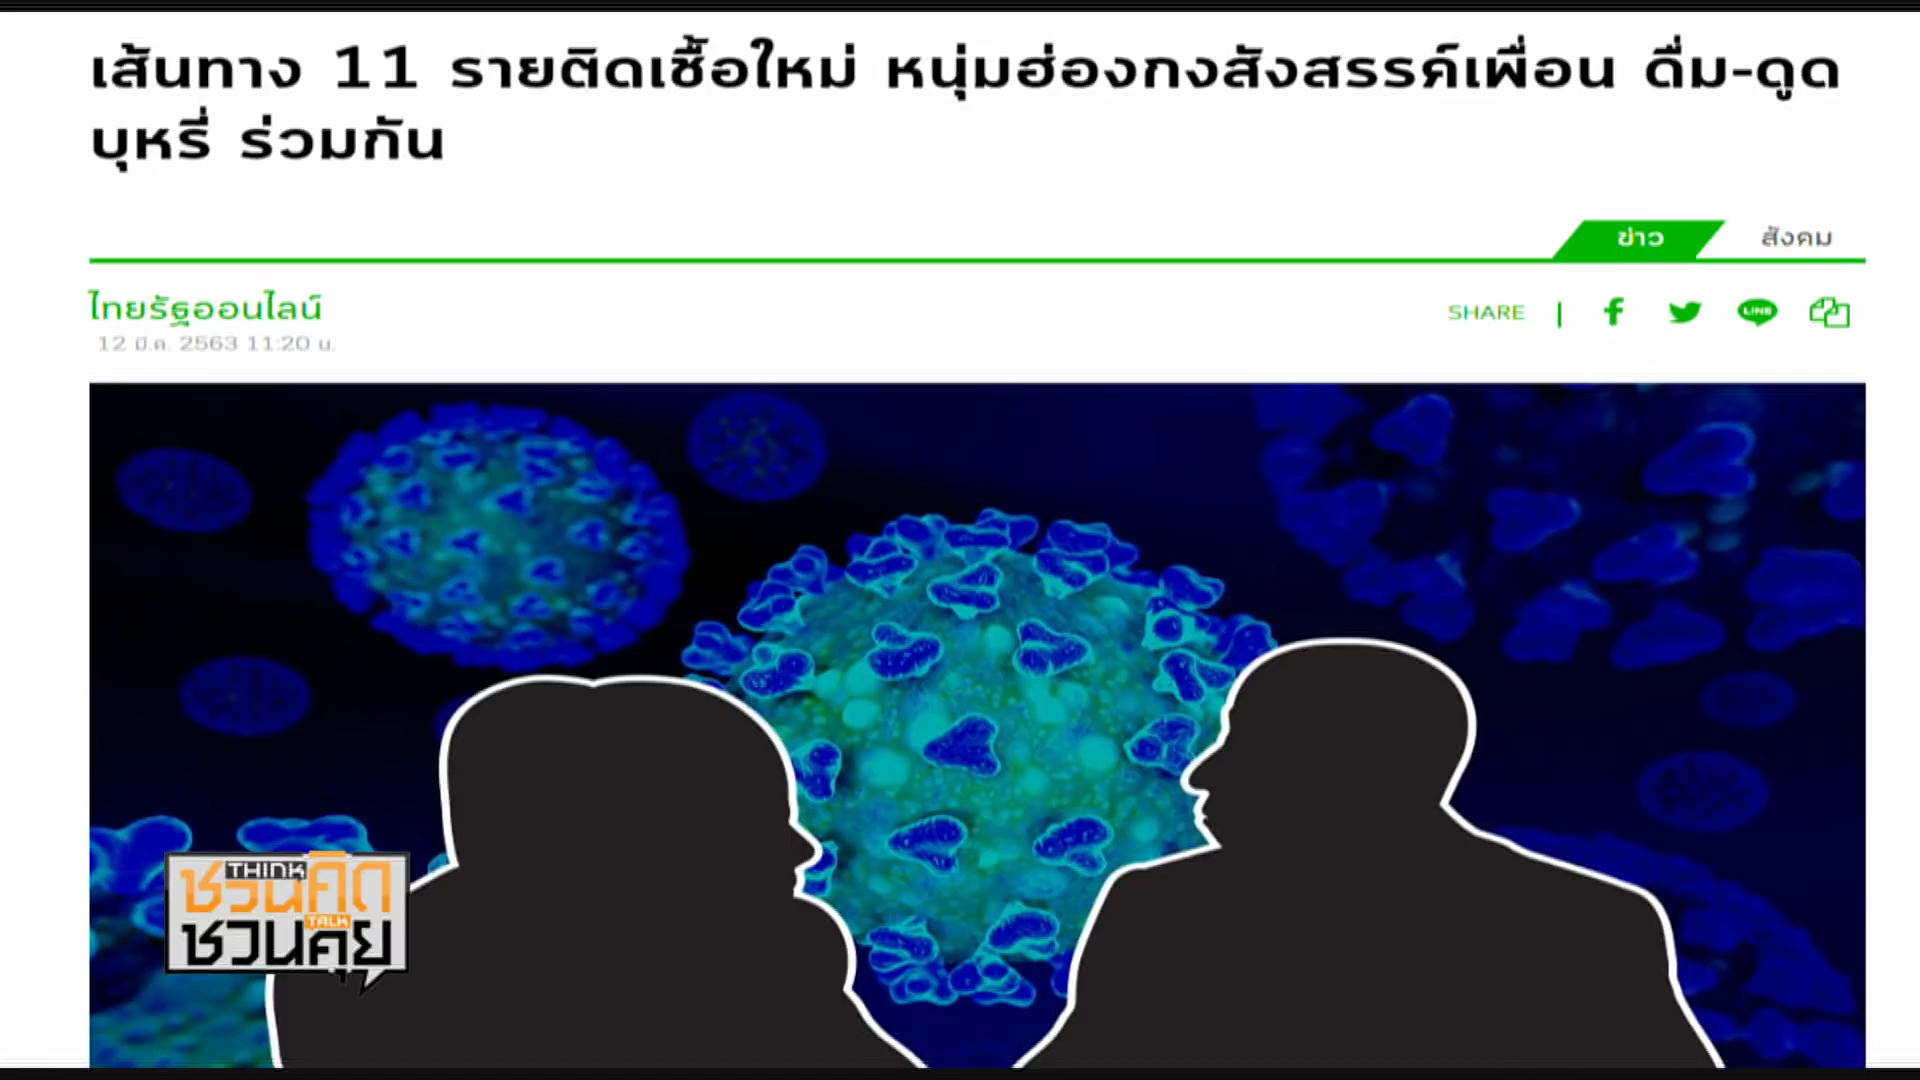 เส้นทาง 11 รายติดเชื้อใหม่ หนุ่มฮ่องกงสังสรรค์เพื่อน ดื่ม-ดูด
บุหรี่ ร่วมกัน
ข่าว สังคม
ไทยรัฐออนไลน์
SHARE | LINE
12 มี.ค. 2563 11:20 น.
THINK
ชวนคิด
TALK
ชวนคุย